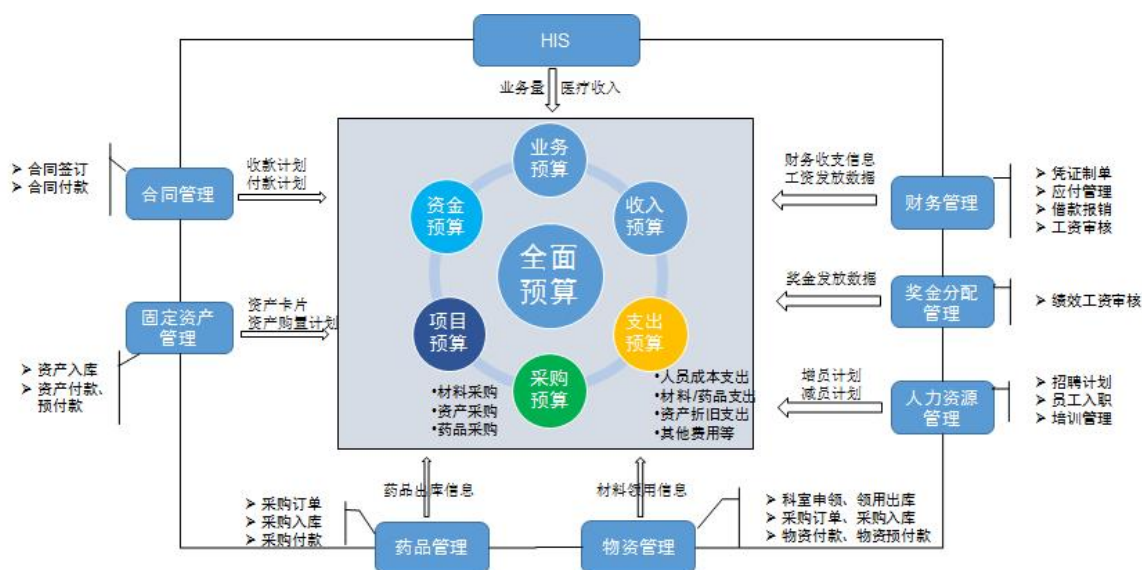 HIS
业务量 医疗收入
➢ 合同签订
➢ 合同付款
合同管理
收款计划
付款计划
➢ 资产入库
➢ 资产付款、
预付款
固定资产
管理
资产卡片
资产购置计划
业务
预算
资金
预算
收入
预算
全面
预算
项目
预算
支出
预算
采购
预算
•材料采购
•资产采购
•药品采购
•人员成本支出
•材料/药品支出
•资产折旧支出
•其他费用等
财务收支信息
工资发放数据
财务管理
➢ 凭证制单
➢ 应付管理
➢ 借款报销
➢ 工资审核
奖金发放数据
奖金分配
管理
➢ 绩效工资审核
增员计划
减员计划
人力资源
管理
➢ 招聘计划
➢ 员工入职
➢ 培训管理
药品出库信息
➢ 采购订单
➢ 采购入库
➢ 采购付款
药品管理
材料领用信息
物资管理
➢ 科室申领、领用出库
➢ 采购订单、采购入库
➢ 物资付款、物资预付款